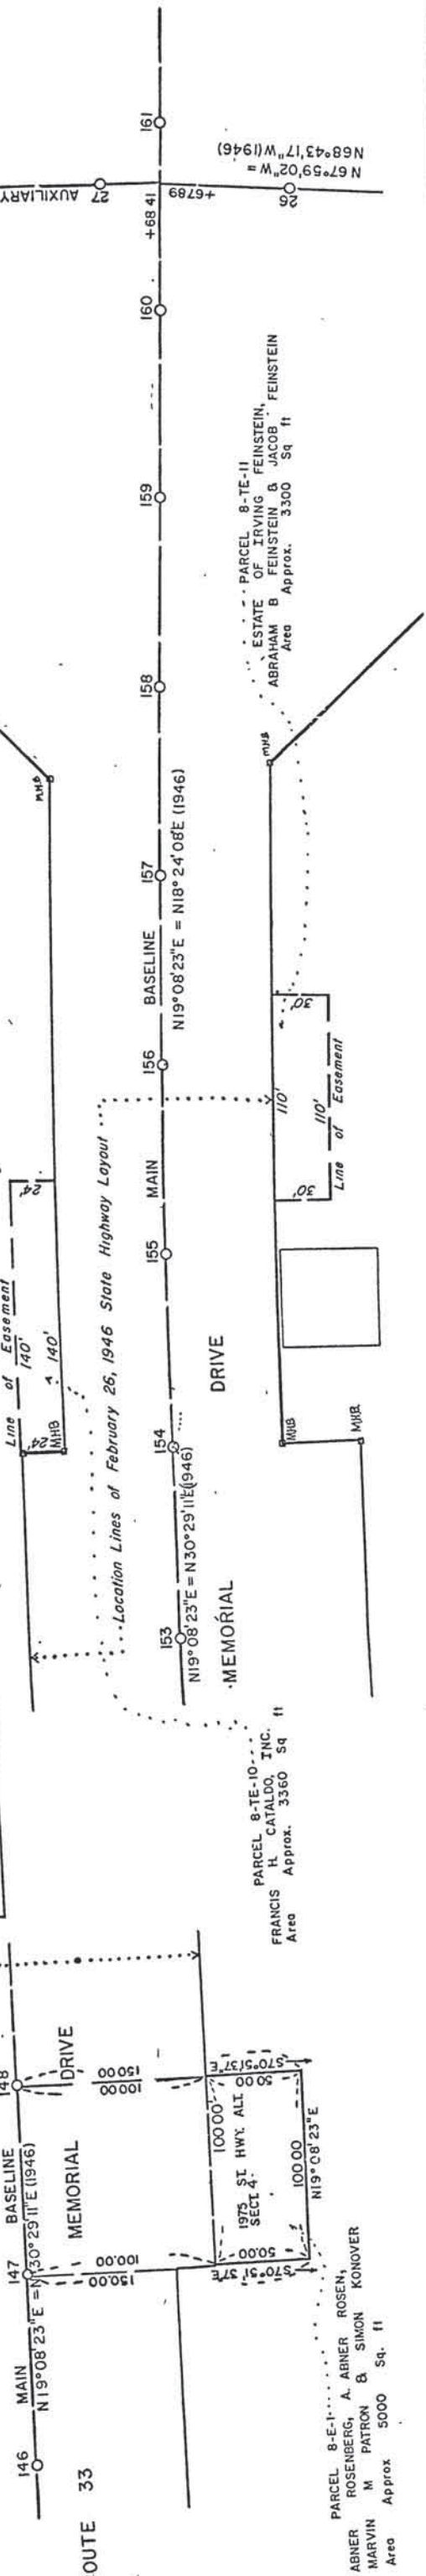 161
+68 41
+6789
27
AUXILIARY
26
N 67°59'02"W =
N68°43'17"W(1946)
160
159
158
157
156
155
154
153
MAIN BASELINE
N19°08'23"E = N18°24'08"E (1946)
PARCEL 8-TE-11
ESTATE OF IRVING FEINSTEIN,
ABRAHAM B FEINSTEIN & JACOB FEINSTEIN
Area Approx. 3300 Sq ft
M.H.B
M.H.B
30'
110'
110'
30'
Line of Easement
Line of Easement
140'
24'
140'
24'
MHB
Location Lines of February 26, 1946 State Highway Layout
MEMORIAL DRIVE
N19°08'23"E = N30°29'11"E(1946)
MHB
MHB
PARCEL 8-TE-10
FRANCIS H. CATALDO, INC.
Area Approx. 3360 Sq ft
148
147
146
MAIN BASELINE
N19°08'23"E = N30°29'11"E (1946)
MEMORIAL DRIVE
OUTE 33
150.00
100.00
150.00
100.00
100.00
1975 ST. HWY. ALT.
SECT 4.
50.00
S70°51'37"E
50.00
S70°51'37"E
100.00
N19°08'23"E
PARCEL 8-E-1
ABNER ROSENBERG, A. ABNER ROSEN,
MARVIN M PATRON & SIMON KONOVER
Area Approx 5000 Sq. ft